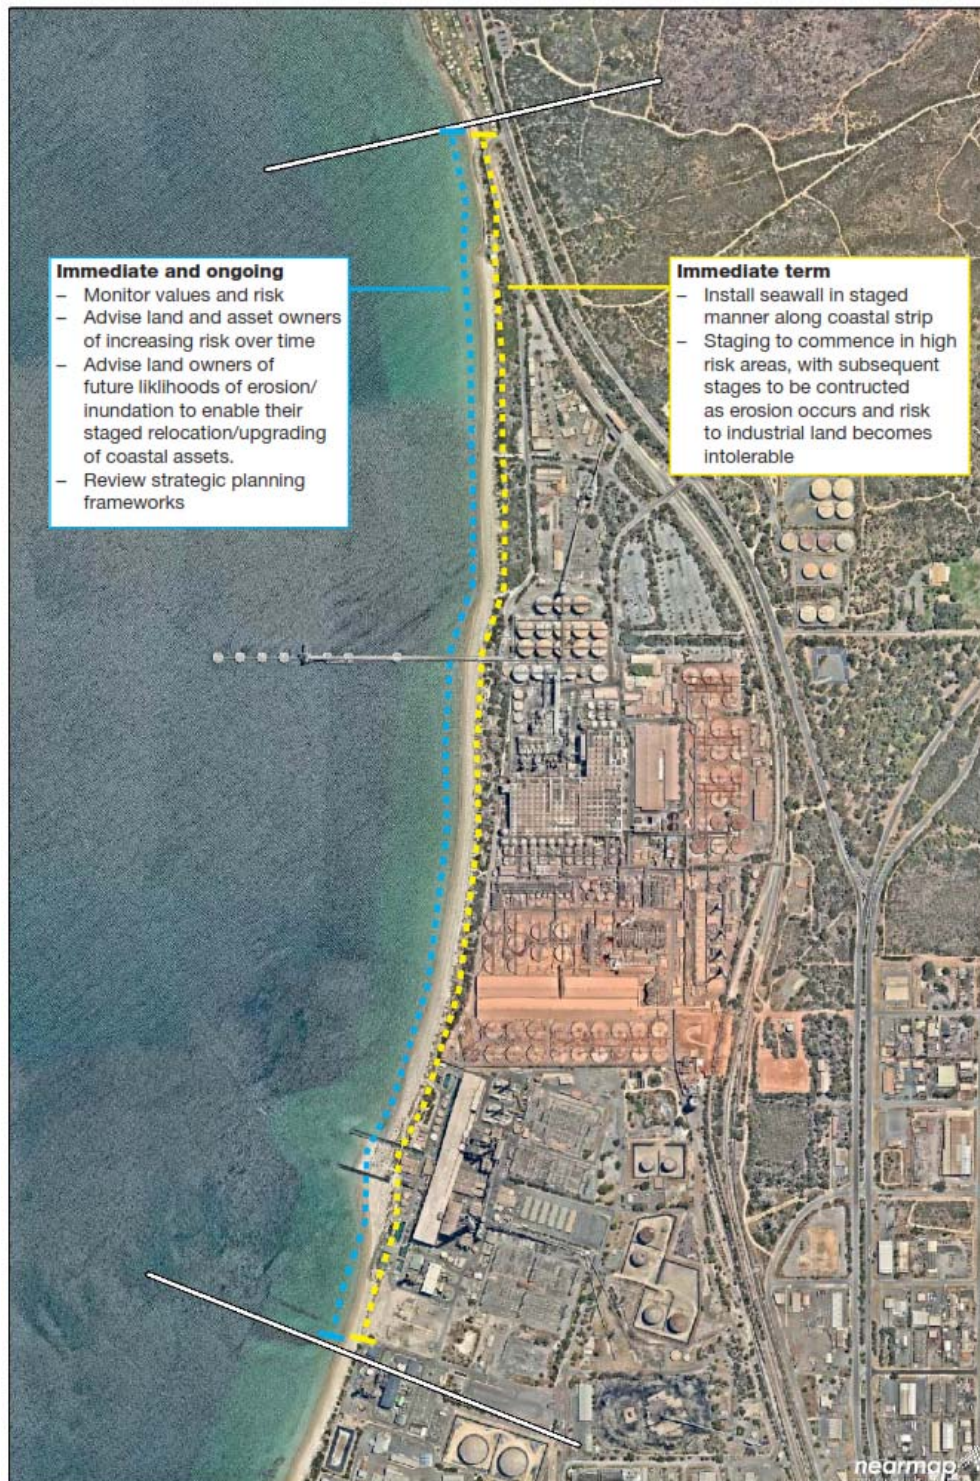 Immediate and ongoing
– Monitor values and risk
– Advise land and asset owners
of increasing risk over time
– Advise land owners of
future liklihoods of erosion/
inundation to enable their
staged relocation/upgrading
of coastal assets.
– Review strategic planning
frameworks
Immediate term
– Install seawall in staged
manner along coastal strip
– Staging to commence in high
risk areas, with subsequent
stages to be contructed
as erosion occurs and risk
to industrial land becomes
intolerable
nearmap